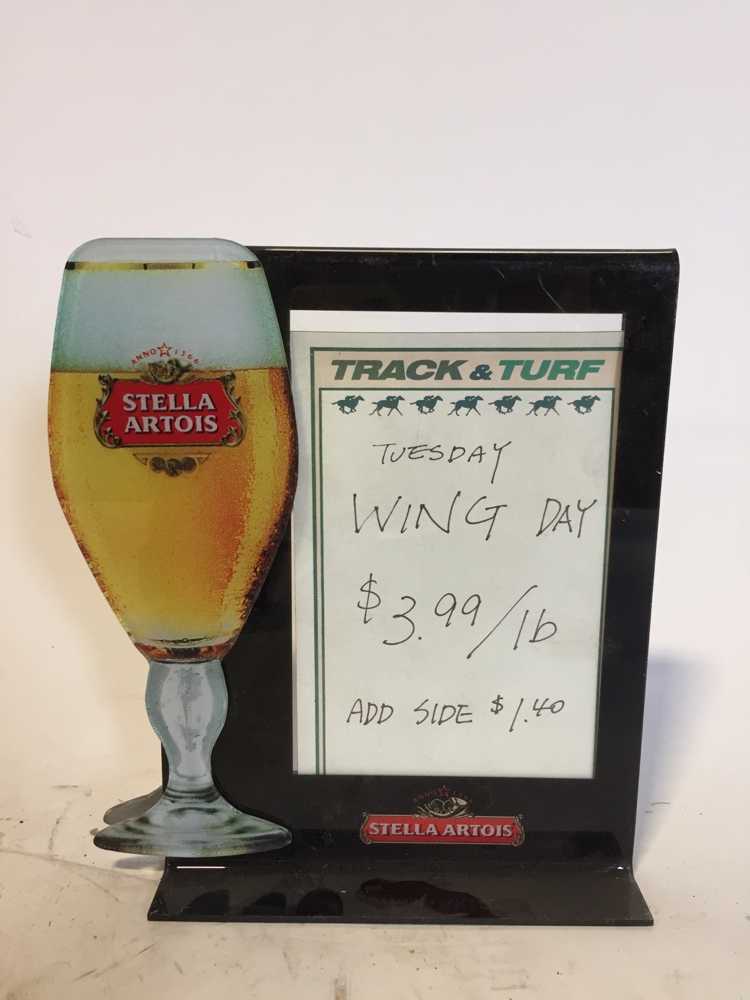 ANNO 1366
STELLA
ARTOIS
TRACK & TURF
TUESDAY
WING DAY
$3.99/lb
ADD SIDE $1.40
STELLA ARTOIS